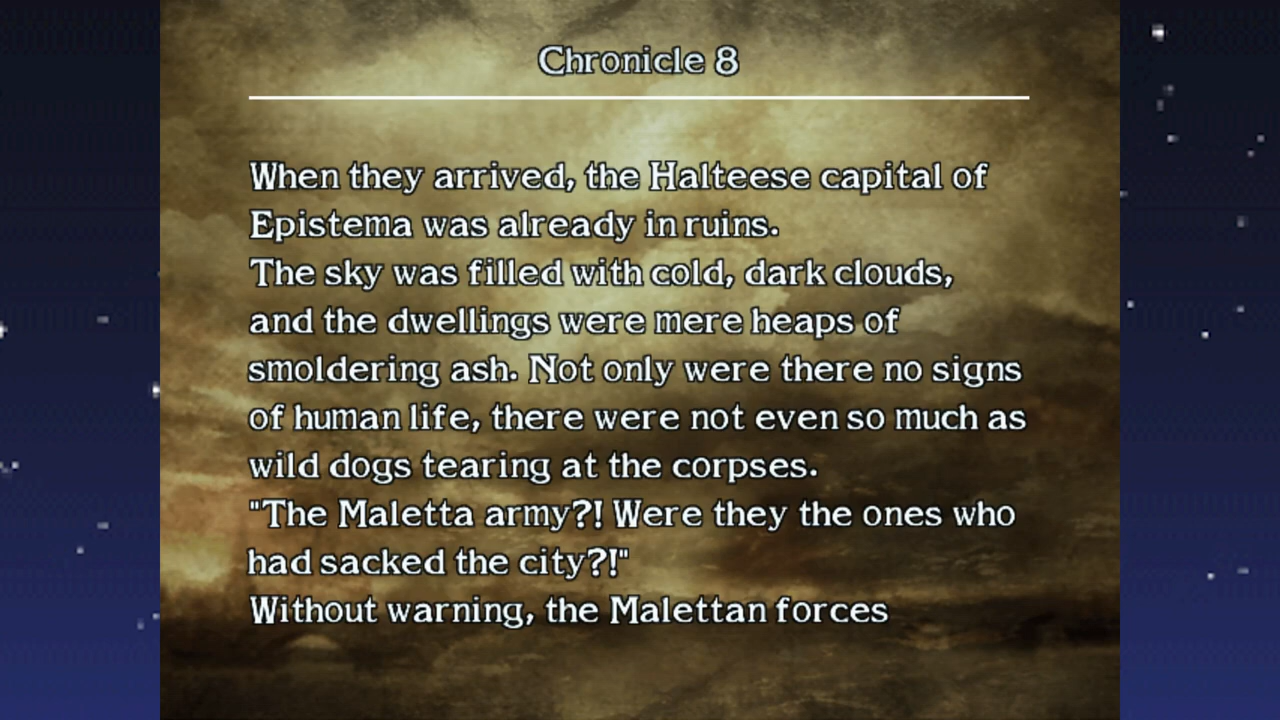 Chronicle 8
When they arrived, the Halteese capital of
Epistema was already in ruins.
The sky was filled with cold, dark clouds,
and the dwellings were mere heaps of
smoldering ash. Not only were there no signs
of human life, there were not even so much as
wild dogs tearing at the corpses.
"The Maletta army?! Were they the ones who
had sacked the city?!"
Without warning, the Malettan forces